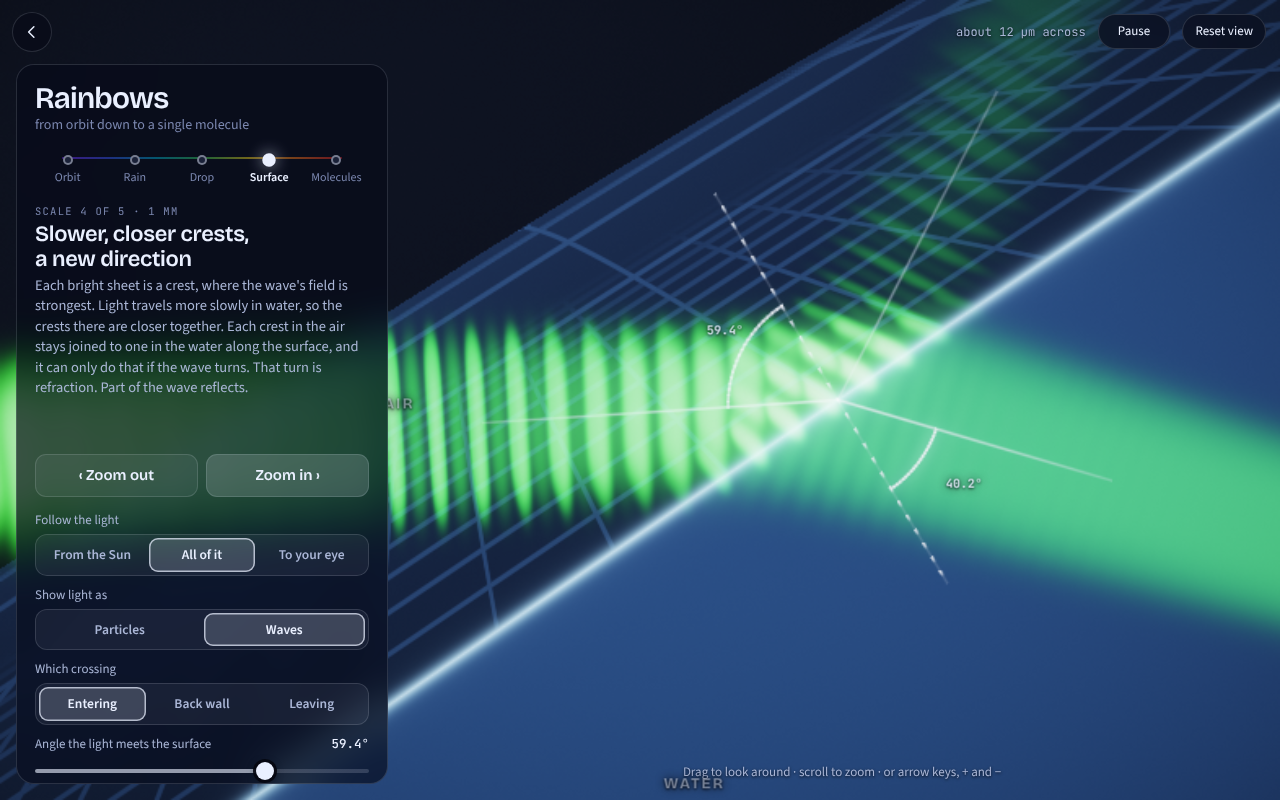 about 12 µm across
Pause
Reset view
Rainbows
from orbit down to a single molecule
Orbit
Rain
Drop
Surface
Molecules
SCALE 4 OF 5 · 1 MM
Slower, closer crests,
a new direction
Each bright sheet is a crest, where the wave's field is
strongest. Light travels more slowly in water, so the
crests there are closer together. Each crest in the air
stays joined to one in the water along the surface, and
it can only do that if the wave turns. That turn is
refraction. Part of the wave reflects.
‹ Zoom out
Zoom in ›
Follow the light
From the Sun
All of it
To your eye
Show light as
Particles
Waves
Which crossing
Entering
Back wall
Leaving
Angle the light meets the surface
59.4°
59.4°
AIR
40.2°
Drag to look around · scroll to zoom · or arrow keys, + and −
WATER